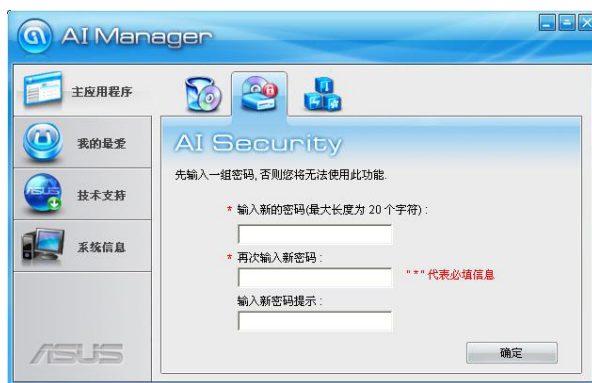 AI Manager
主应用程序
我的最爱
技术支持
系统信息
AI Security
先输入一组密码, 否则您将无法使用此功能.
* 输入新的密码(最大长度为 20 个字符) :
* 再次输入新密码 :
"*" 代表必填信息
输入新密码提示 :
确定
ASUS